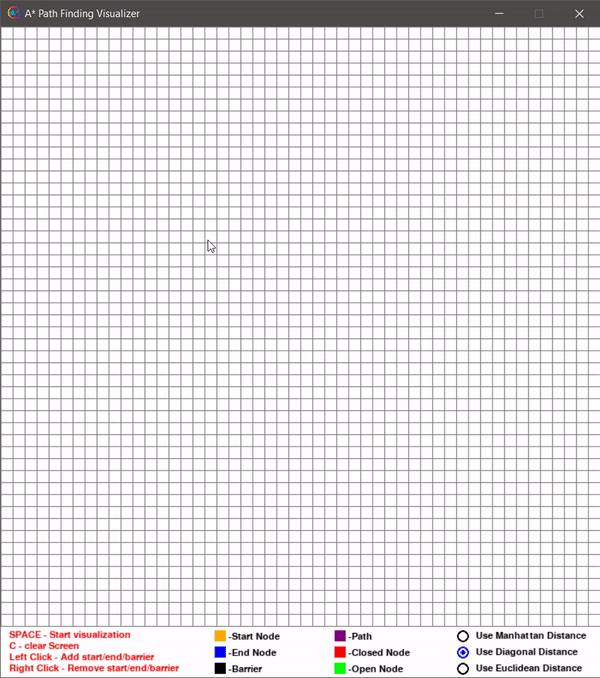 A* Path Finding Visualizer
SPACE - Start visualization
C - clear Screen
Left Click - Add start/end/barrier
Right Click - Remove start/end/barrier
-Start Node
-End Node
-Barrier
-Path
-Closed Node
-Open Node
Use Manhattan Distance
Use Diagonal Distance
Use Euclidean Distance